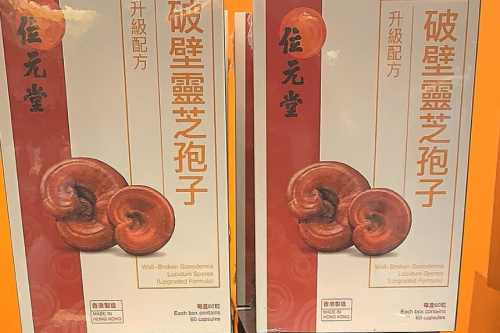 位元堂
升級配方
破壁靈芝孢子
Wall-Broken Ganoderma
Lucidum Spores
(Upgraded Formula)
香港製造
MADE IN
HONG KONG
每盒60粒
Each box contains
60 capsules
位元堂
升級配方
破壁靈芝孢子
Wall-Broken Ganoderma
Lucidum Spores
(Upgraded Formula)
香港製造
MADE IN
HONG KONG
每盒60粒
Each box contains
60 capsules